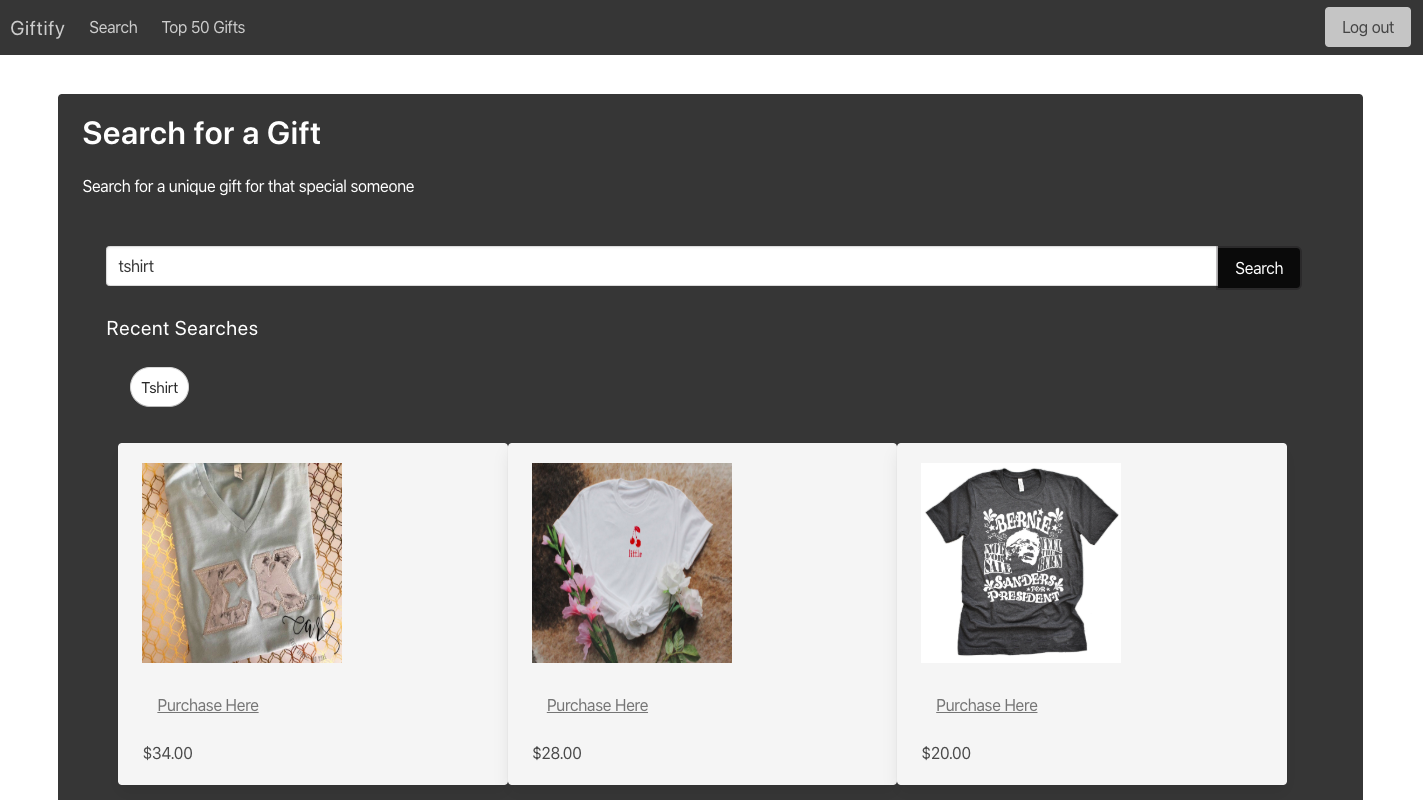 Giftify
Search
Top 50 Gifts
Log out
Search for a Gift
Search for a unique gift for that special someone
tshirt
Search
Recent Searches
Tshirt
ΣK
little
BERNIE
SANDERS
FOR
PRESIDENT
Purchase Here
Purchase Here
Purchase Here
$34.00
$28.00
$20.00